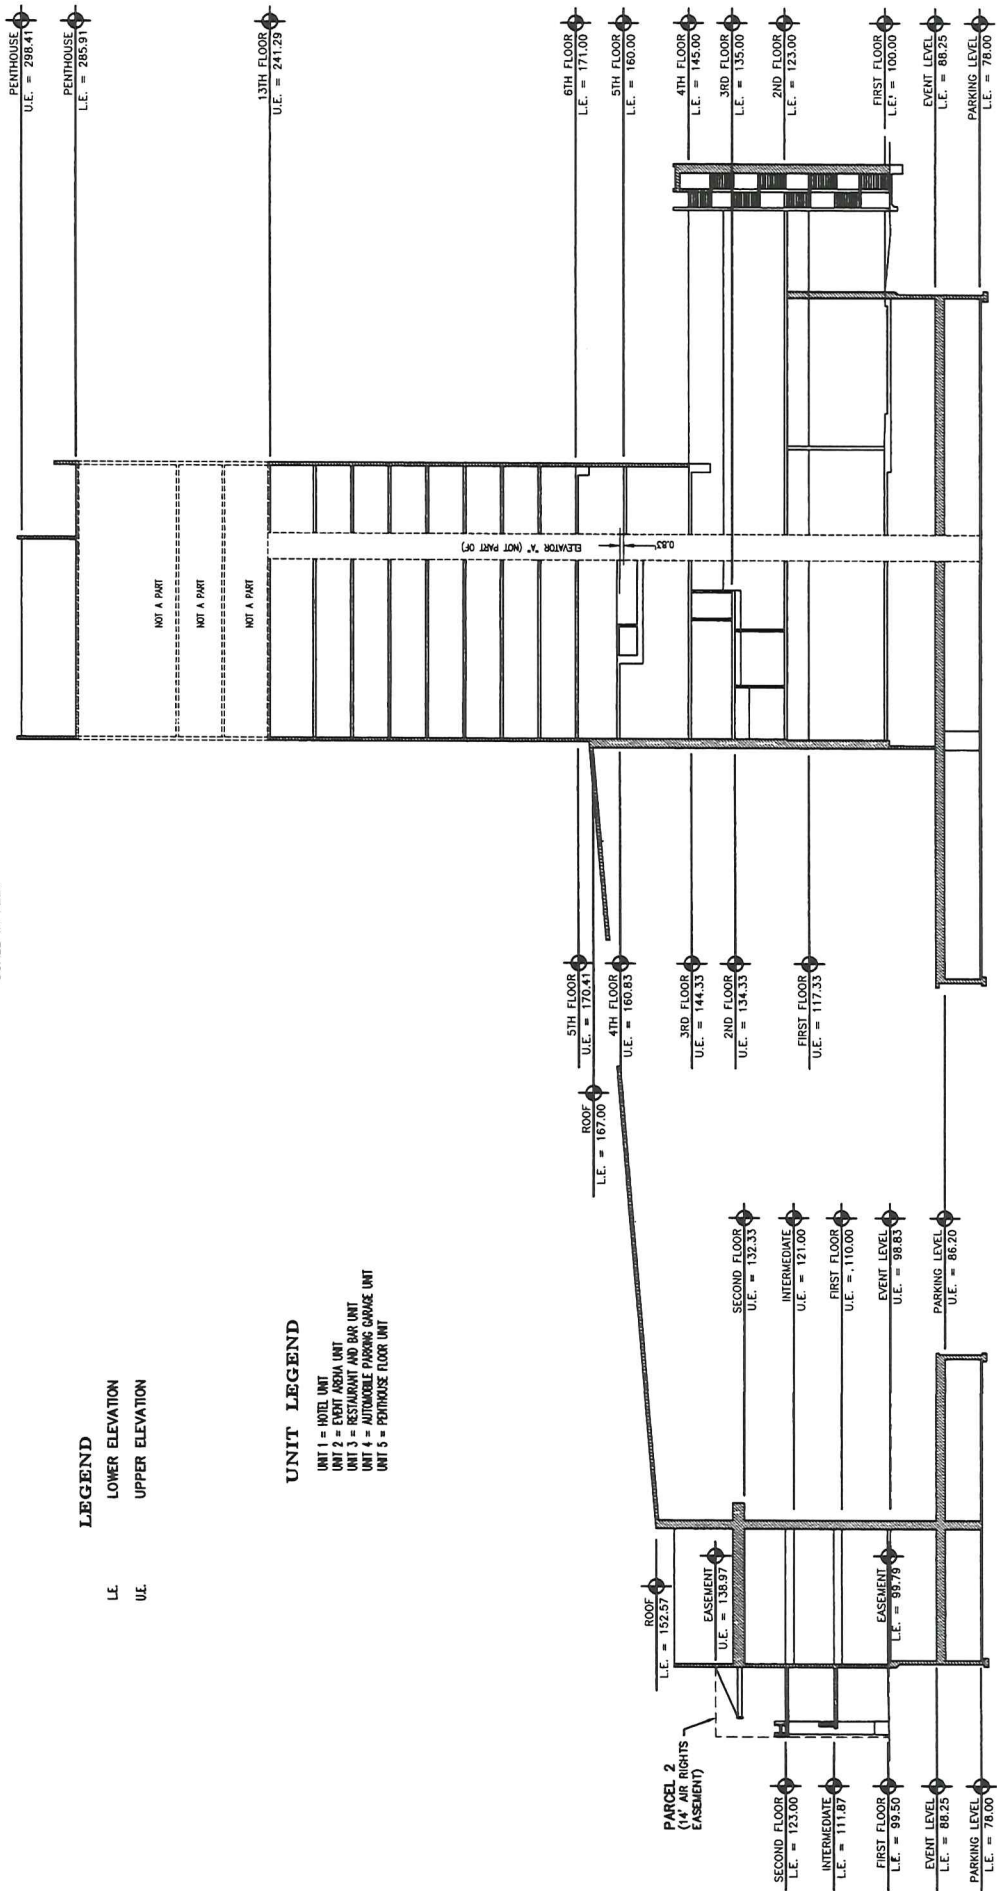 PENTHOUSE
U.E. = 298.41
PENTHOUSE
L.E. = 285.91
13TH FLOOR
U.E. = 241.29
6TH FLOOR
L.E. = 171.00
5TH FLOOR
L.E. = 160.00
4TH FLOOR
L.E. = 145.00
3RD FLOOR
L.E. = 135.00
2ND FLOOR
L.E. = 123.00
FIRST FLOOR
L.E. = 100.00
EVENT LEVEL
L.E. = 88.25
PARKING LEVEL
L.E. = 78.00
NOT A PART
NOT A PART
NOT A PART
ELEVATOR "A" (NOT PART OF)
0.83'
5TH FLOOR
U.E. = 170.41
ROOF
L.E. = 167.00
4TH FLOOR
U.E. = 160.83
3RD FLOOR
U.E. = 144.33
2ND FLOOR
U.E. = 134.33
FIRST FLOOR
U.E. = 117.33
SECOND FLOOR
U.E. = 132.33
INTERMEDIATE
U.E. = 121.00
FIRST FLOOR
U.E. = 110.00
EVENT LEVEL
U.E. = 98.83
PARKING LEVEL
U.E. = 86.20
LEGEND
L.E. LOWER ELEVATION
U.E. UPPER ELEVATION
UNIT LEGEND
UNIT 1 = HOTEL UNIT
UNIT 2 = EVENT ARENA UNIT
UNIT 3 = RESTAURANT AND BAR UNIT
UNIT 4 = AUTOMOBILE PARKING GARAGE UNIT
UNIT 5 = PENTHOUSE FLOOR UNIT
ROOF
L.E. = 152.57
EASEMENT
U.E. = 138.97
EASEMENT
L.E. = 99.79
PARCEL 2
(14' AIR RIGHTS
EASEMENT)
SECOND FLOOR
L.E. = 123.00
INTERMEDIATE
L.E. = 111.87
FIRST FLOOR
L.E. = 99.50
EVENT LEVEL
L.E. = 88.25
PARKING LEVEL
L.E. = 78.00